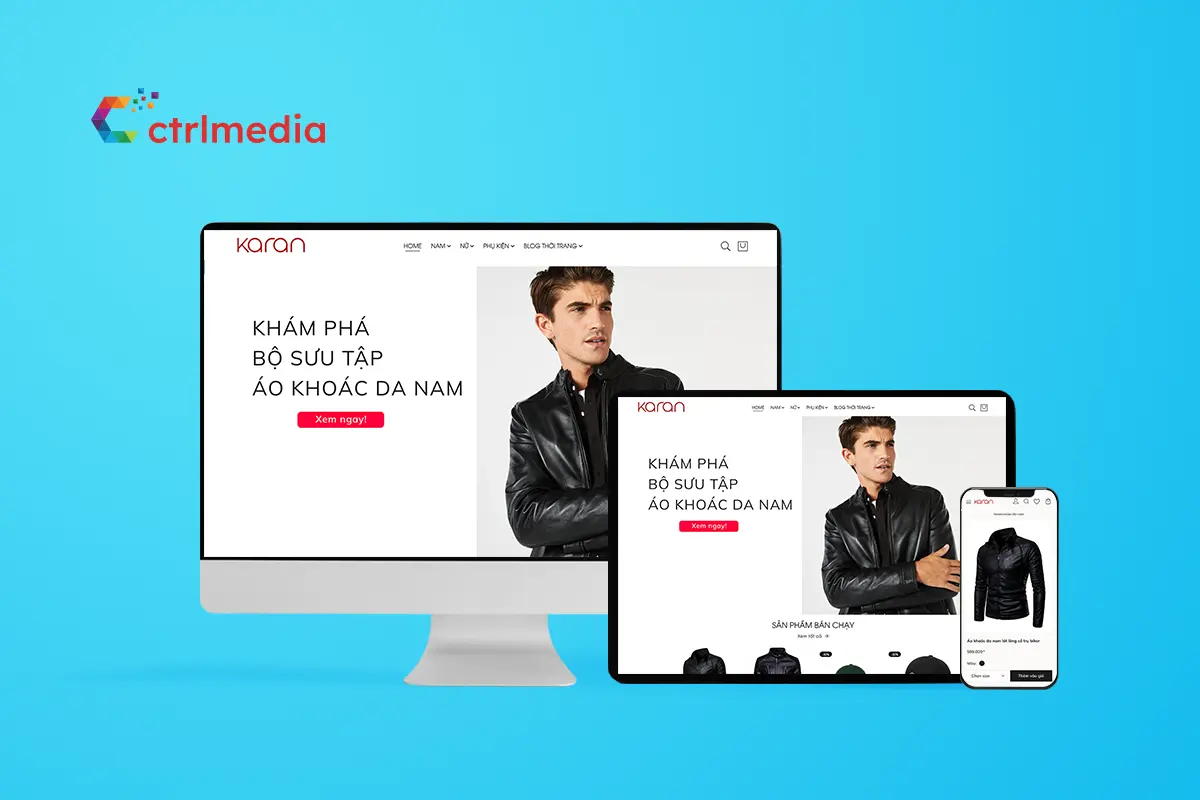 ctrlmedia
karan
HOME NAM NỮ PHỤ KIỆN BLOG THỜI TRANG
KHÁM PHÁ
BỘ SƯU TẬP
ÁO KHOÁC DA NAM
Xem ngay!
karan
HOME NAM NỮ PHỤ KIỆN BLOG THỜI TRANG
KHÁM PHÁ
BỘ SƯU TẬP
ÁO KHOÁC DA NAM
Xem ngay!
SẢN PHẨM BÁN CHẠY
Xem tất cả
karan
Áo khoác da nam lót lông cổ trụ biker
Màu:
Chọn size
Thêm vào giỏ